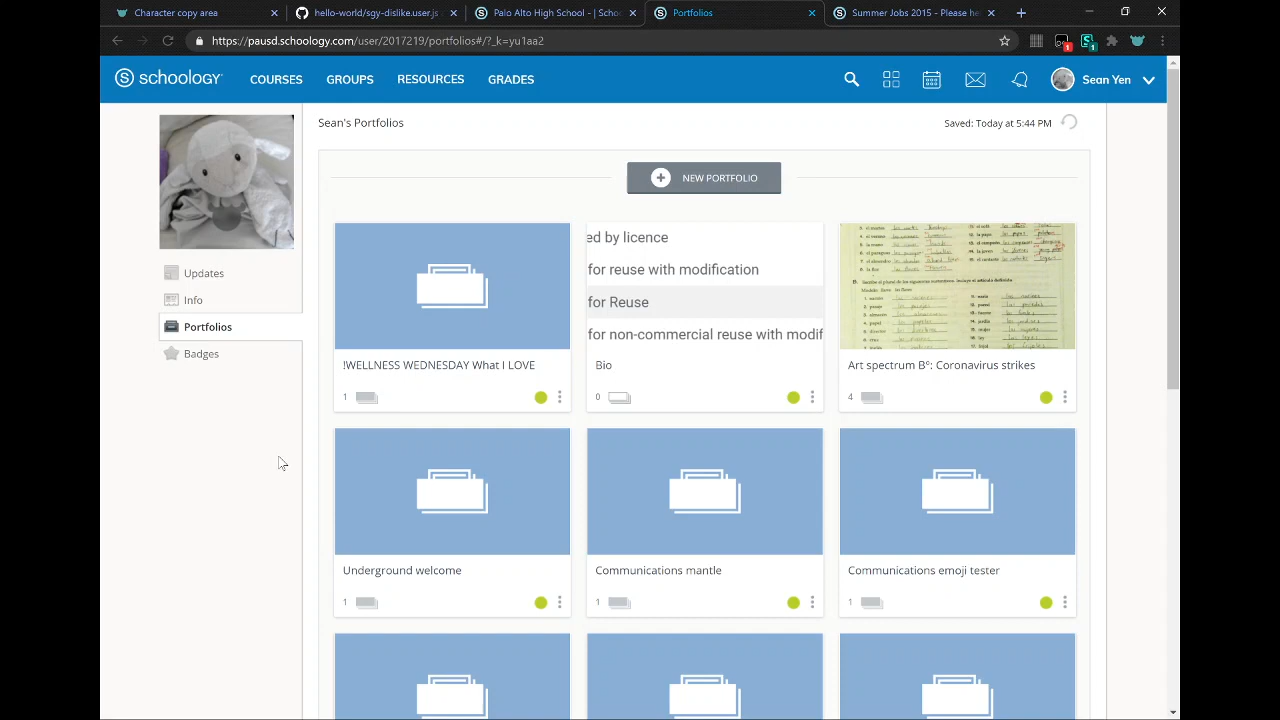 Character copy area
hello-world/sgy-dislike.user.js
Palo Alto High School - | Schoo
Portfolios
Summer Jobs 2015 - Please he
https://pausd.schoology.com/user/2017219/portfolios#/?_k=yu1aa2
1
1
S schoology
COURSES
GROUPS
RESOURCES
GRADES
Sean Yen
Sean's Portfolios
Saved: Today at 5:44 PM
NEW PORTFOLIO
Updates
Info
Portfolios
Badges
ed by licence
for reuse with modification
for Reuse
for non-commercial reuse with modif
!WELLNESS WEDNESDAY What I LOVE
1
Bio
0
Art spectrum B°: Coronavirus strikes
4
Underground welcome
1
Communications mantle
1
Communications emoji tester
1